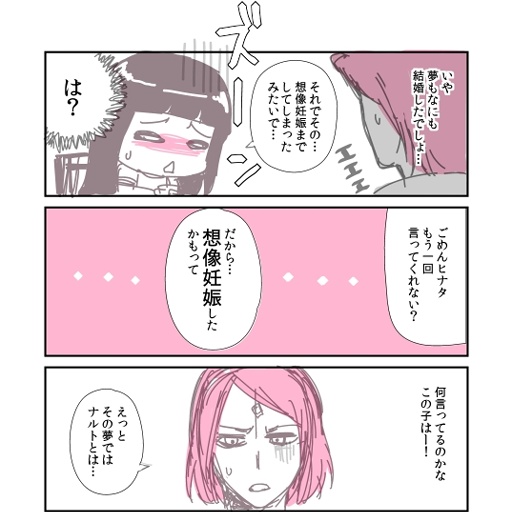 いや
夢もなにも
結婚したでしょ…
エエエ
ズーーン
それでその…
想像妊娠まで
してしまった
みたいで…
は？
ごめんヒナタ
もう一回
言ってくれない？
だから…
想像妊娠した
かもって
何言ってるのかな
この子はー！
えっと
その夢では
ナルトとは…